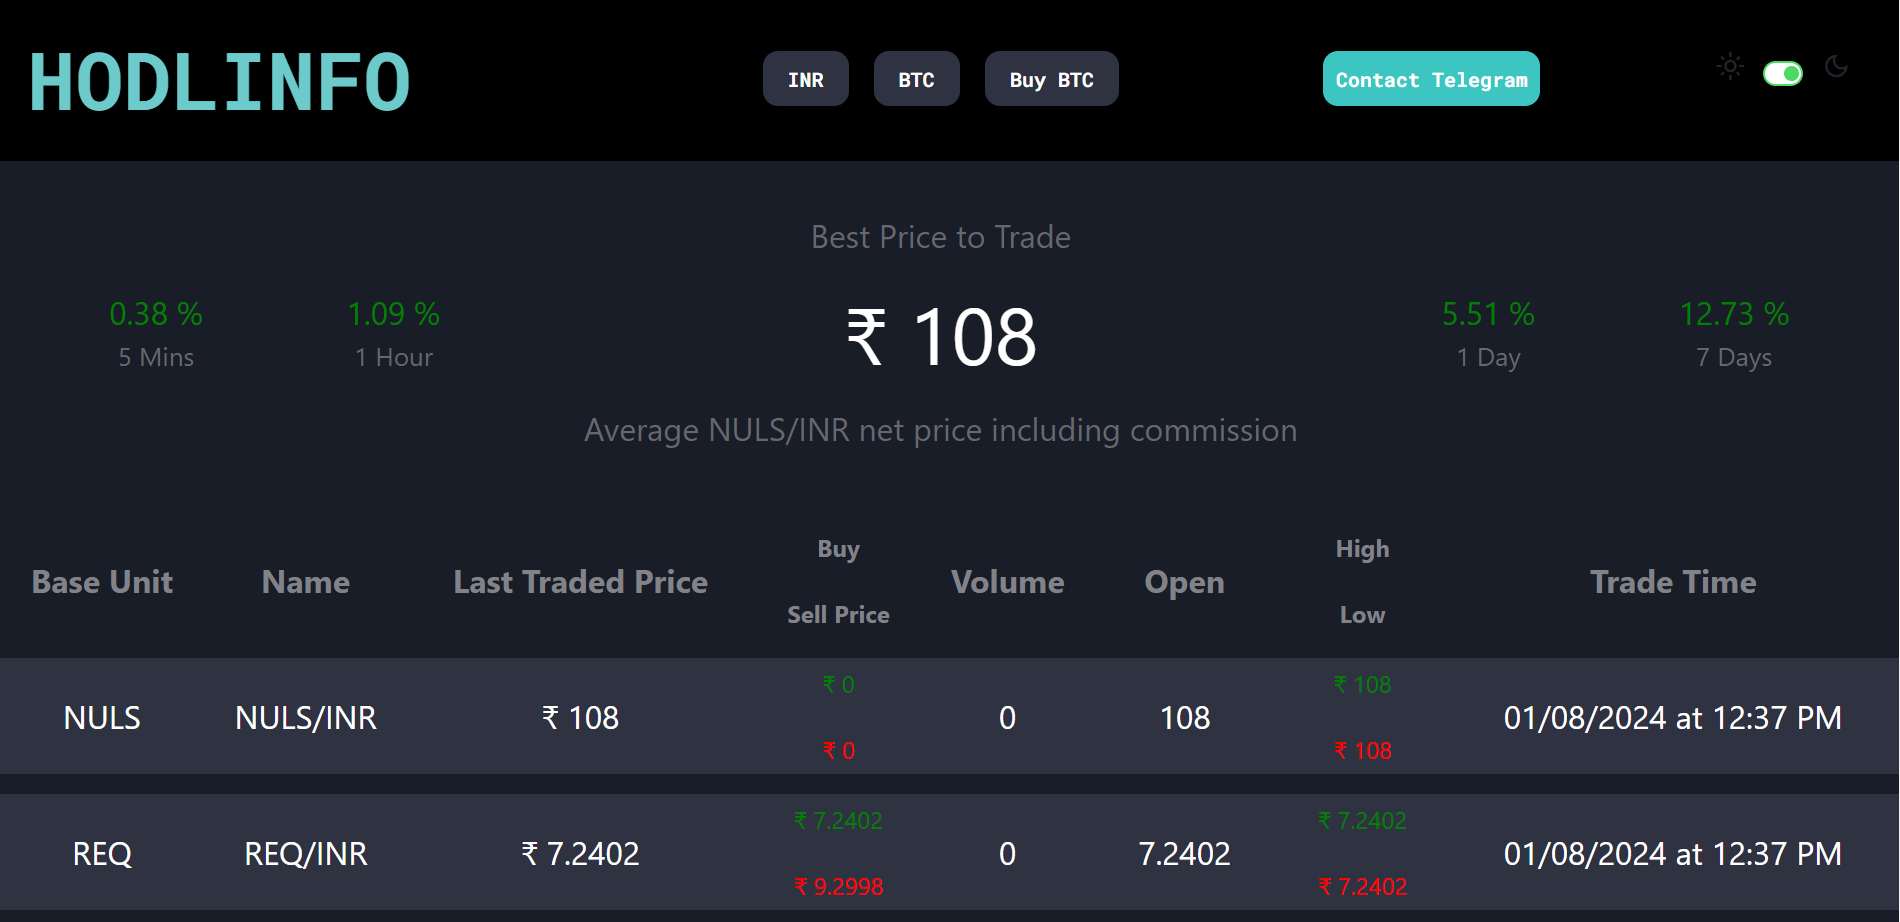 HODLINFO
INR BTC Buy BTC Contact Telegram
Best Price to Trade
0.38 % 1.09 % ₹ 108 5.51 % 12.73 %
5 Mins 1 Hour 1 Day 7 Days
Average NULS/INR net price including commission
Buy High
Base Unit Name Last Traded Price Volume Open Trade Time
Sell Price Low
₹ 0 ₹ 108
NULS NULS/INR ₹ 108 0 108 01/08/2024 at 12:37 PM
₹ 0 ₹ 108
₹ 7.2402 ₹ 7.2402
REQ REQ/INR ₹ 7.2402 0 7.2402 01/08/2024 at 12:37 PM
₹ 9.2998 ₹ 7.2402